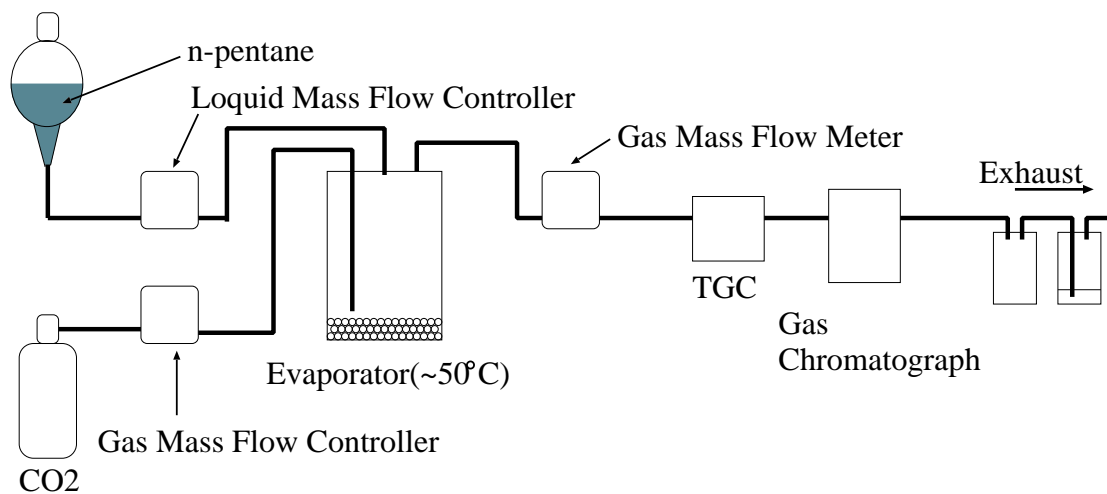 n-pentane
Loquid Mass Flow Controller
Gas Mass Flow Meter
Exhaust
TGC
Gas
Chromatograph
Evaporator(~50°C)
Gas Mass Flow Controller
CO2